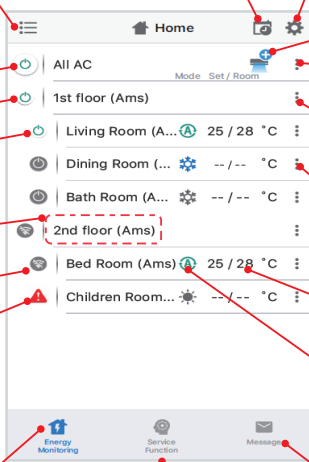 Home
All AC
Mode Set / Room
1st floor (Ams)
Living Room (A... A 25 / 28 °C
Dining Room (... -- / -- °C
Bath Room (A... -- / -- °C
2nd floor (Ams)
Bed Room (Ams) A 25 / 28 °C
Children Room... -- / -- °C
Energy Monitoring
Service Function
Message